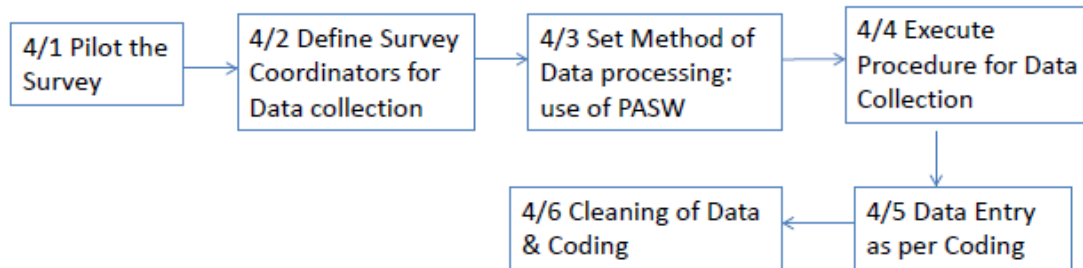 4/1 Pilot the
Survey
4/2 Define Survey
Coordinators for
Data collection
4/3 Set Method of
Data processing:
use of PASW
4/4 Execute
Procedure for Data
Collection
4/5 Data Entry
as per Coding
4/6 Cleaning of Data
& Coding